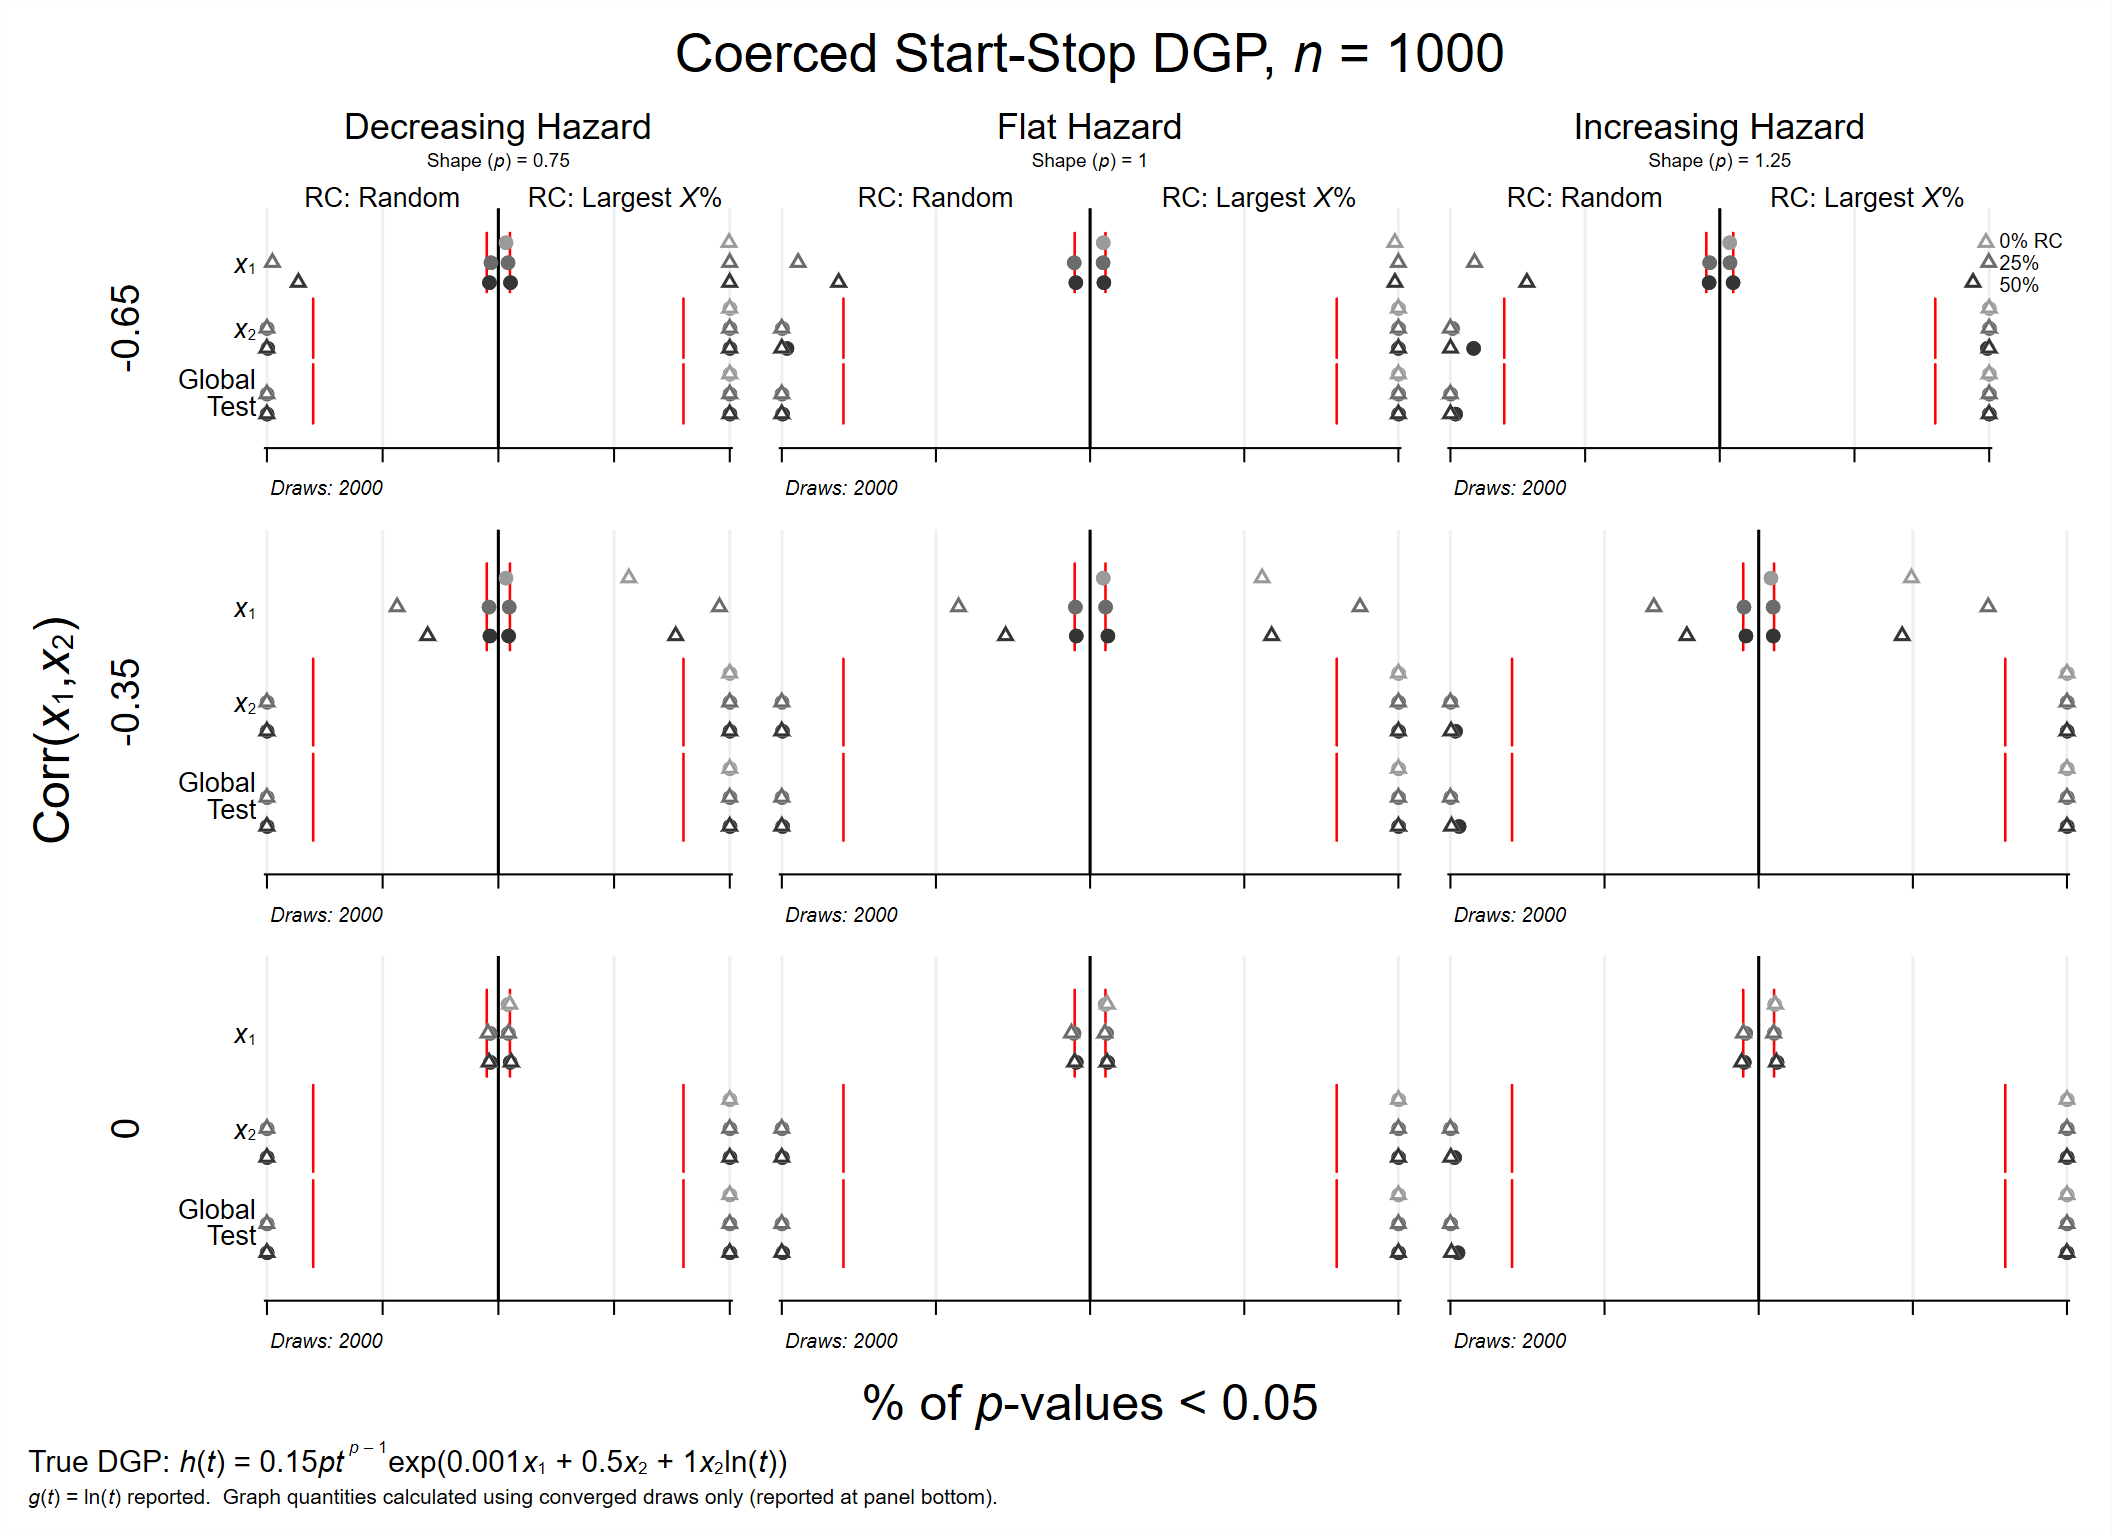 Coerced Start-Stop DGP, n = 1000
Decreasing Hazard
Shape (p) = 0.75
RC: Random
RC: Largest X%
Flat Hazard
Shape (p) = 1
RC: Random
RC: Largest X%
Increasing Hazard
Shape (p) = 1.25
RC: Random
RC: Largest X%
0% RC
25%
50%
Corr(x₁,x₂)
-0.65
x₁
x₂
Global
Test
Draws: 2000
Draws: 2000
Draws: 2000
-0.35
x₁
x₂
Global
Test
Draws: 2000
Draws: 2000
Draws: 2000
0
x₁
x₂
Global
Test
Draws: 2000
Draws: 2000
Draws: 2000
% of p-values < 0.05
True DGP: h(t) = 0.15pt^(p − 1) exp(0.001x₁ + 0.5x₂ + 1x₂ln(t))
g(t) = ln(t) reported. Graph quantities calculated using converged draws only (reported at panel bottom).